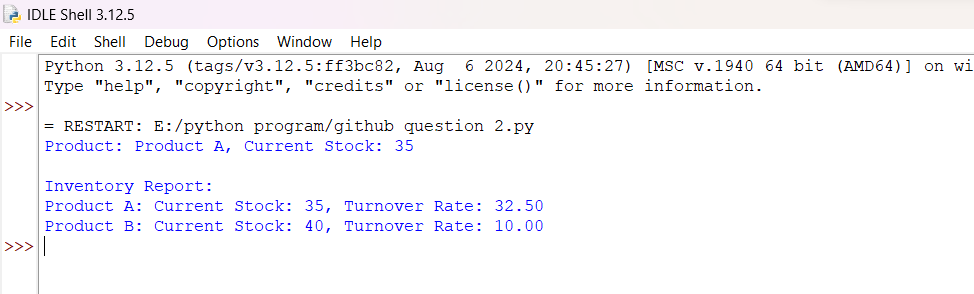 IDLE Shell 3.12.5
File Edit Shell Debug Options Window Help
Python 3.12.5 (tags/v3.12.5:ff3bc82, Aug  6 2024, 20:45:27) [MSC v.1940 64 bit (AMD64)] on wi
Type "help", "copyright", "credits" or "license()" for more information.
>>>
= RESTART: E:/python program/github question 2.py
Product: Product A, Current Stock: 35
Inventory Report:
Product A: Current Stock: 35, Turnover Rate: 32.50
Product B: Current Stock: 40, Turnover Rate: 10.00
>>>